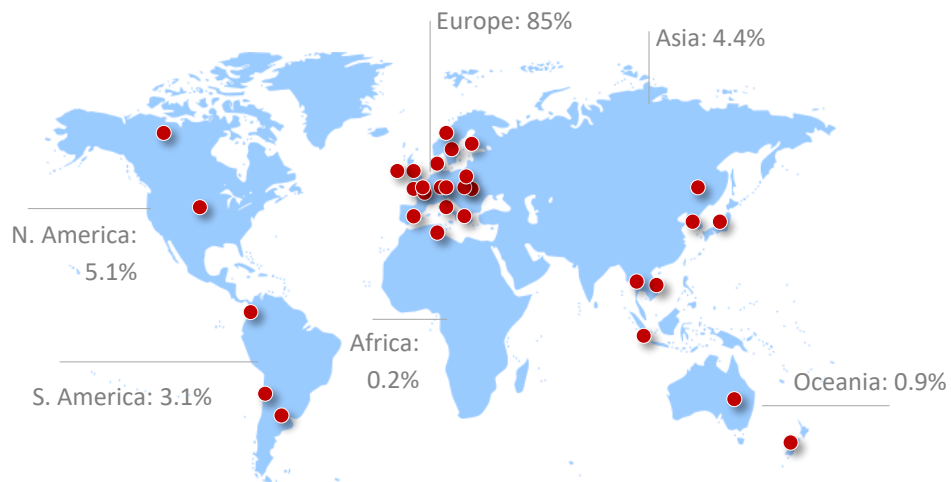 Europe: 85%
Asia: 4.4%
N. America:
5.1%
Africa:
0.2%
S. America: 3.1%
Oceania: 0.9%